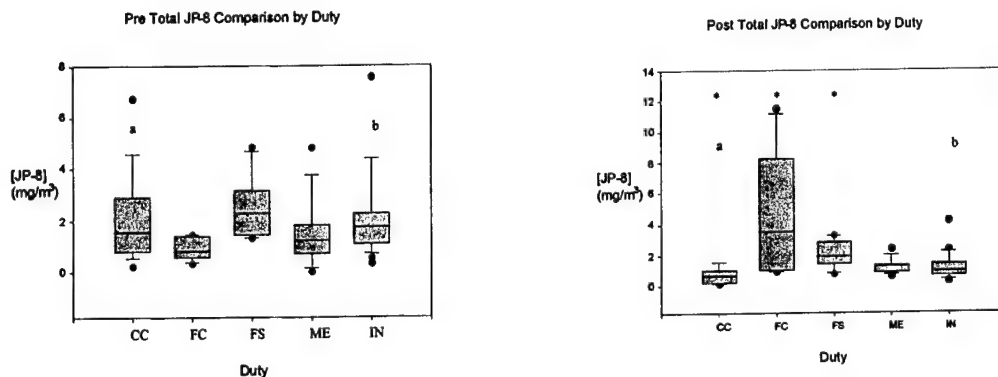 Pre Total JP-8 Comparison by Duty
8
6
4
2
0
[JP-8]
(mg/m³)
a
b
CC FC FS ME IN
Duty
Post Total JP-8 Comparison by Duty
14
12
10
8
6
4
2
0
[JP-8]
(mg/m³)
* * *
a
b
CC FC FS ME IN
Duty